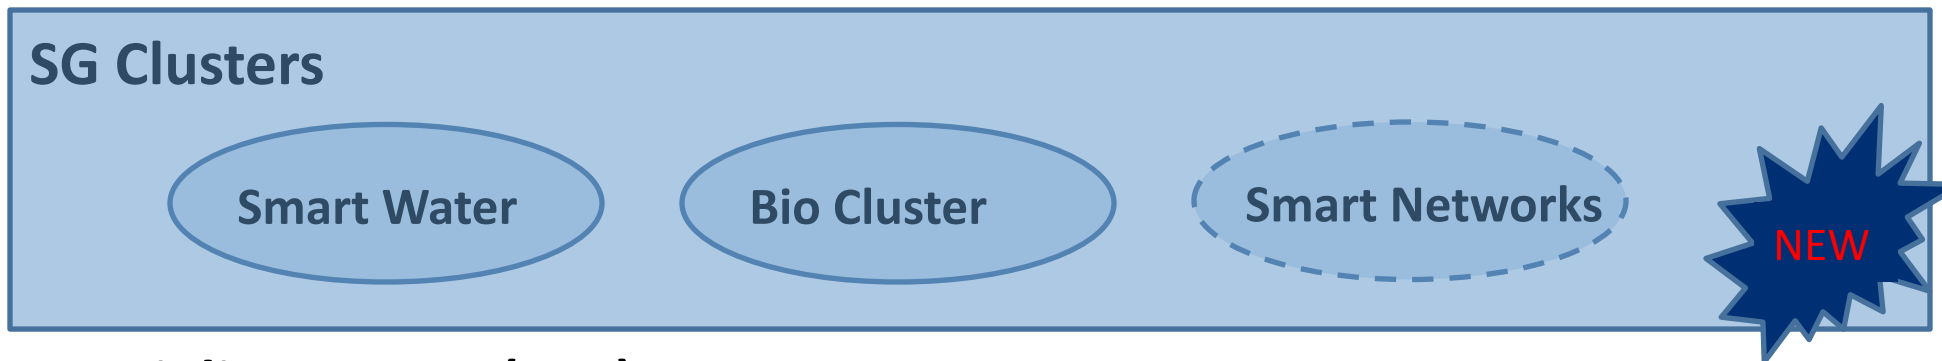 SG Clusters
Smart Water
Bio Cluster
Smart Networks
NEW